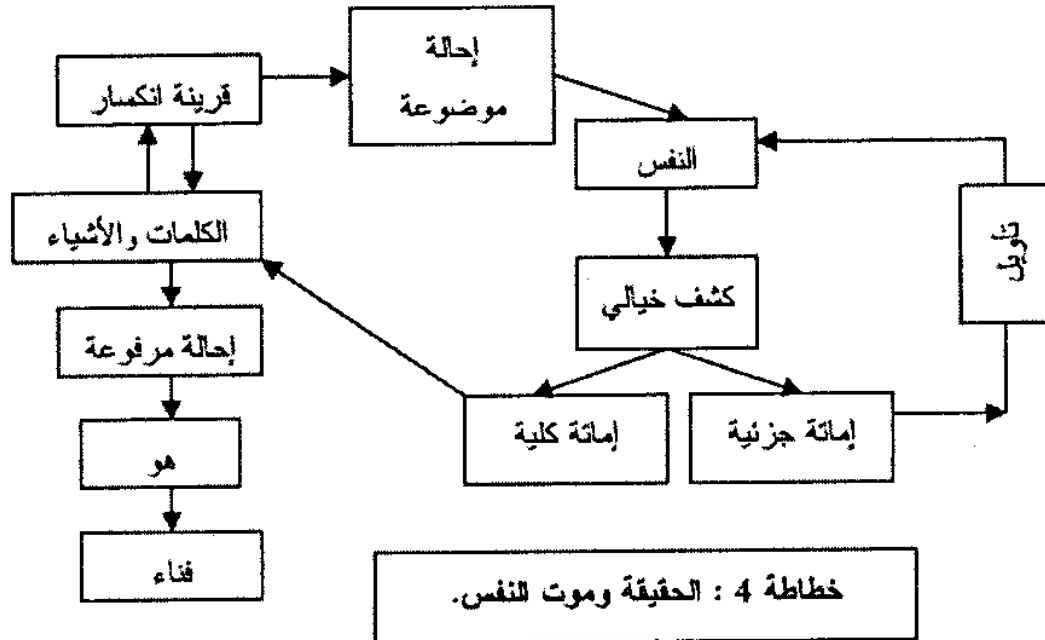 إحالة
موضوعة
قرينة انكسار
النفس
الكلمات والأشياء
تأويل
كشف خيالي
إحالة مرفوعة
إماتة جزئية
إماتة كلية
هو
فناء
خطاطة 4 : الحقيقة وموت النفس.